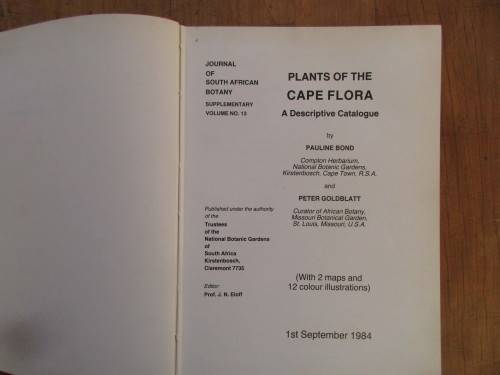 JOURNAL
OF
SOUTH AFRICAN
BOTANY
SUPPLEMENTARY
VOLUME NO. 13
PLANTS OF THE
CAPE FLORA
A Descriptive Catalogue
by
PAULINE BOND
Compton Herbarium,
National Botanic Gardens,
Kirstenbosch, Cape Town, R.S.A.
and
PETER GOLDBLATT
Curator of African Botany,
Missouri Botanical Garden,
St. Louis, Missouri, U.S.A.
Published under the authority
of the
Trustees
of the
National Botanic Gardens
of
South Africa
Kirstenbosch,
Claremont 7735
Editor:
Prof. J. N. Eloff
(With 2 maps and
12 colour illustrations)
1st September 1984